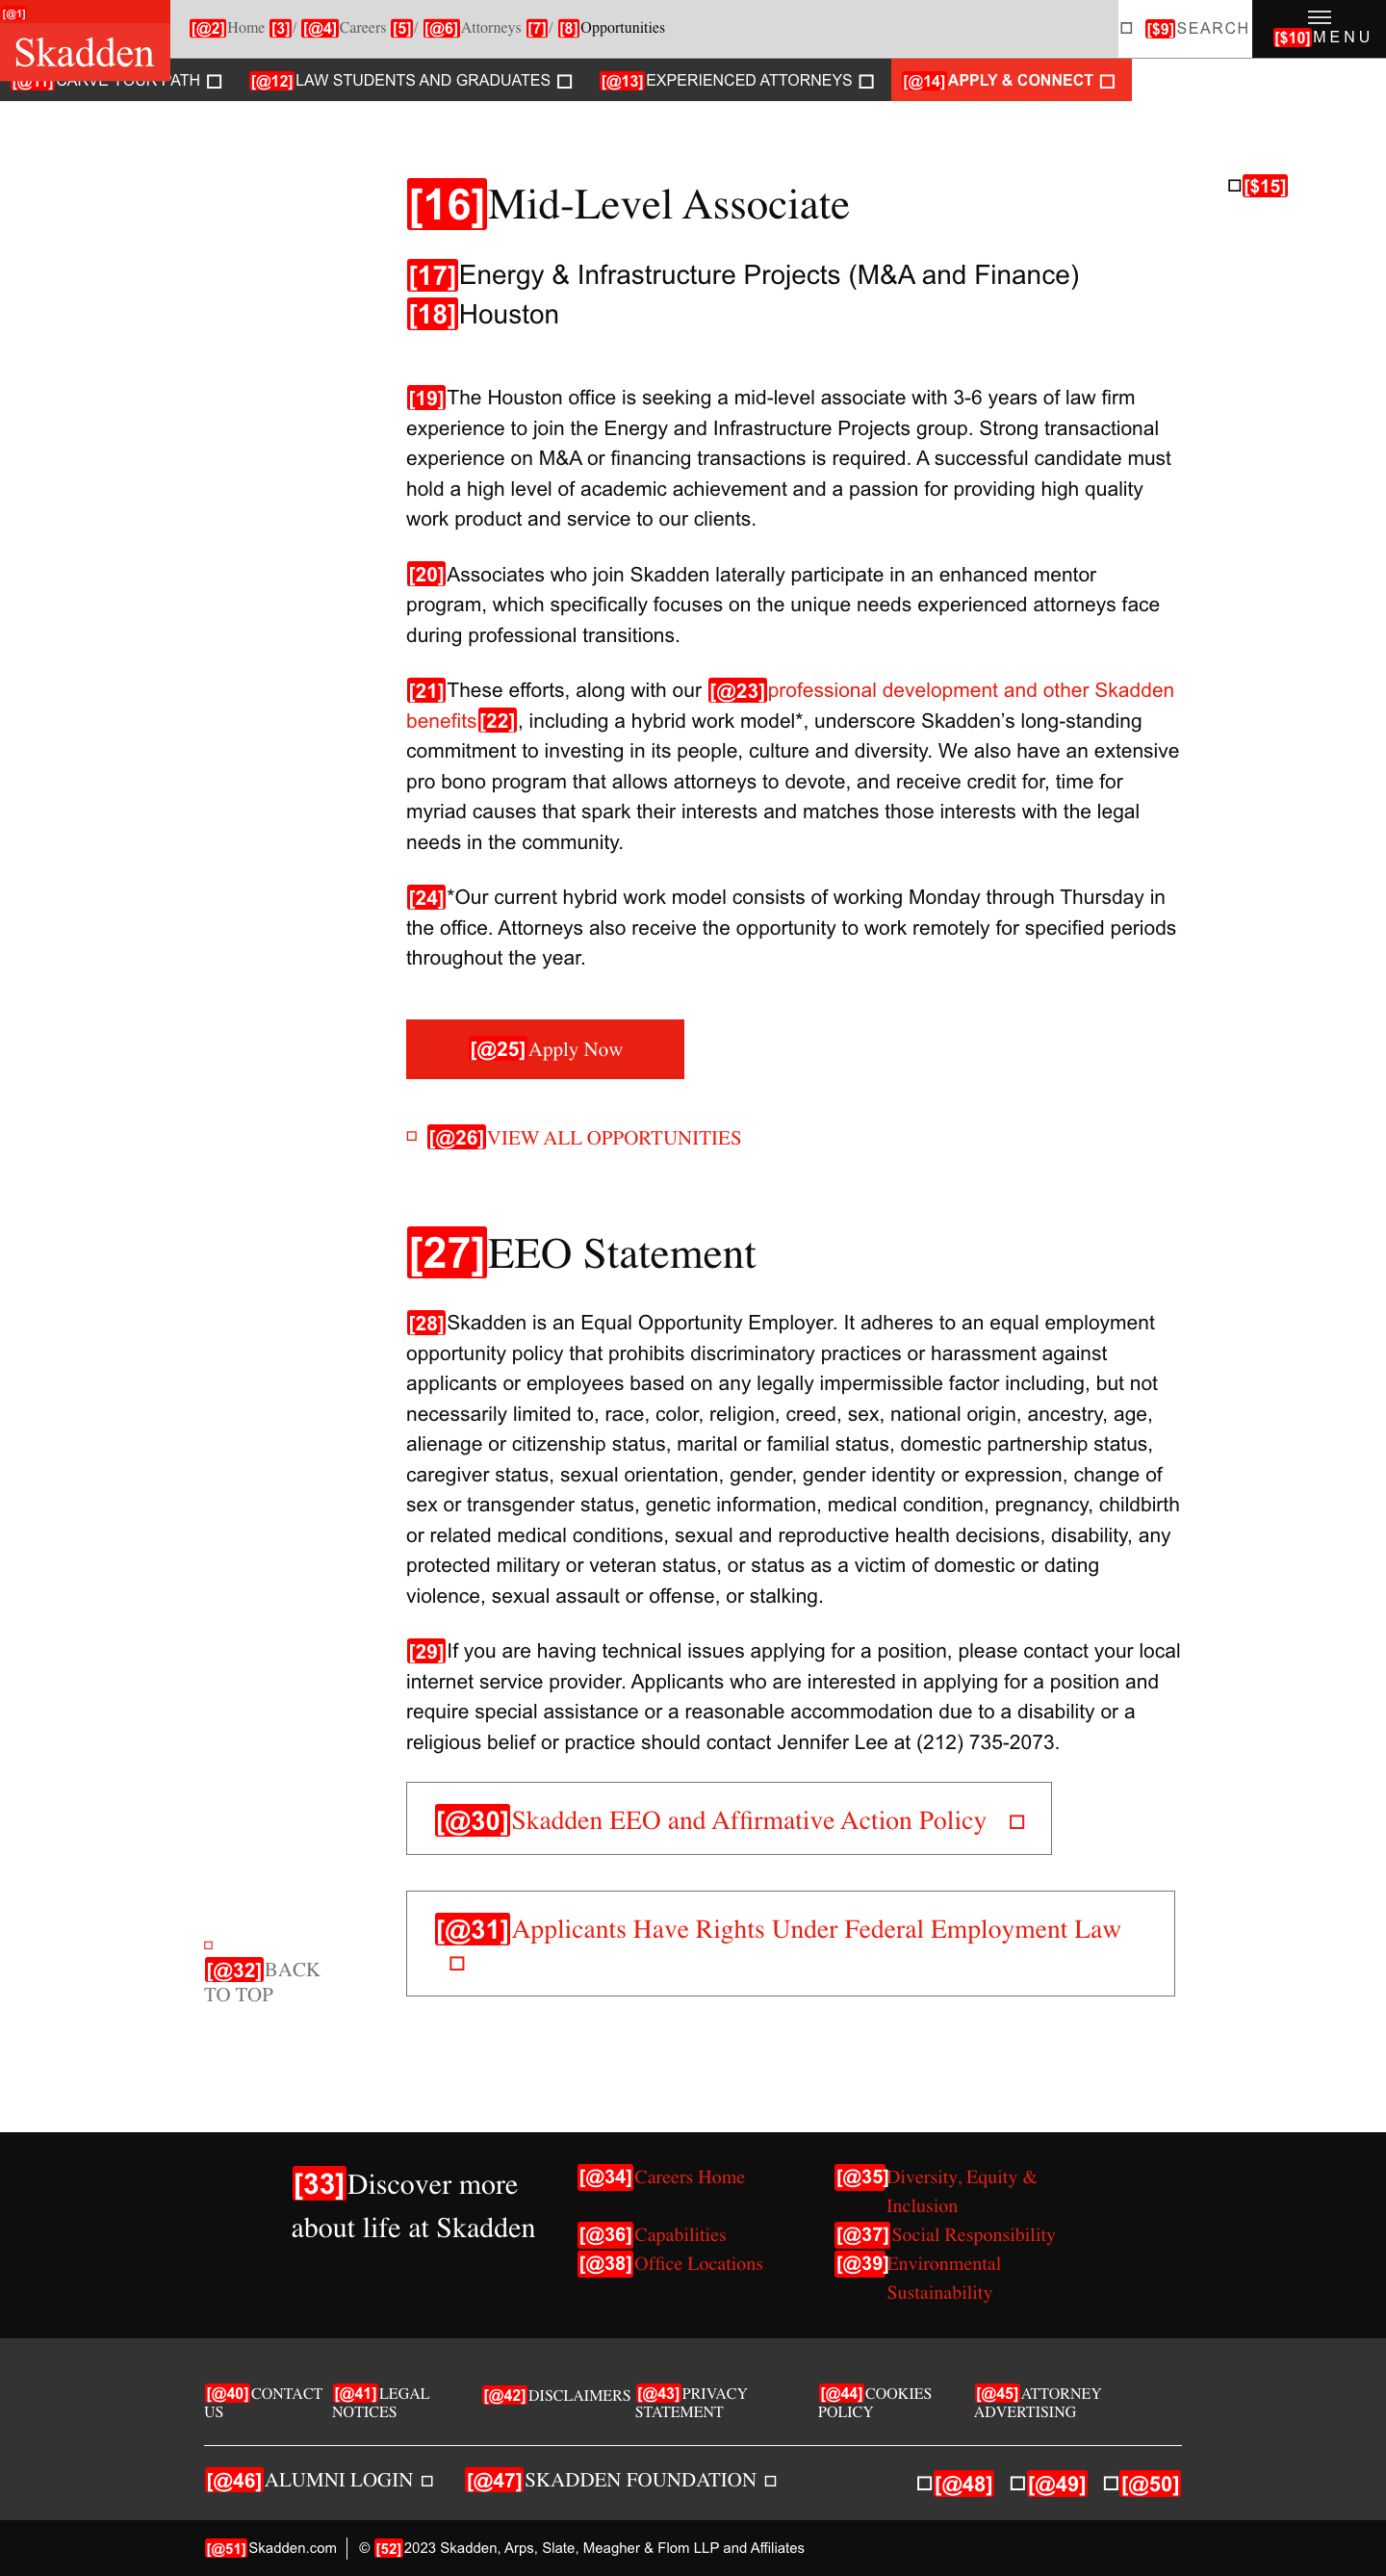 [@1]
Skadden
[@2]Home [3]/ [@4]Careers [5]/ [@6]Attorneys [7]/ [8]Opportunities
[$9]SEARCH
[$10]MENU
[@11]CARVE YOUR PATH
[@12]LAW STUDENTS AND GRADUATES
[@13]EXPERIENCED ATTORNEYS
[@14]APPLY & CONNECT
[$15]
[16]Mid-Level Associate
[17]Energy & Infrastructure Projects (M&A and Finance)
[18]Houston
[19]The Houston office is seeking a mid-level associate with 3-6 years of law firm
experience to join the Energy and Infrastructure Projects group. Strong transactional
experience on M&A or financing transactions is required. A successful candidate must
hold a high level of academic achievement and a passion for providing high quality
work product and service to our clients.
[20]Associates who join Skadden laterally participate in an enhanced mentor
program, which specifically focuses on the unique needs experienced attorneys face
during professional transitions.
[21]These efforts, along with our [@23]professional development and other Skadden
benefits[22], including a hybrid work model*, underscore Skadden’s long-standing
commitment to investing in its people, culture and diversity. We also have an extensive
pro bono program that allows attorneys to devote, and receive credit for, time for
myriad causes that spark their interests and matches those interests with the legal
needs in the community.
[24]*Our current hybrid work model consists of working Monday through Thursday in
the office. Attorneys also receive the opportunity to work remotely for specified periods
throughout the year.
[@25]Apply Now
[@26]VIEW ALL OPPORTUNITIES
[27]EEO Statement
[28]Skadden is an Equal Opportunity Employer. It adheres to an equal employment
opportunity policy that prohibits discriminatory practices or harassment against
applicants or employees based on any legally impermissible factor including, but not
necessarily limited to, race, color, religion, creed, sex, national origin, ancestry, age,
alienage or citizenship status, marital or familial status, domestic partnership status,
caregiver status, sexual orientation, gender, gender identity or expression, change of
sex or transgender status, genetic information, medical condition, pregnancy, childbirth
or related medical conditions, sexual and reproductive health decisions, disability, any
protected military or veteran status, or status as a victim of domestic or dating
violence, sexual assault or offense, or stalking.
[29]If you are having technical issues applying for a position, please contact your local
internet service provider. Applicants who are interested in applying for a position and
require special assistance or a reasonable accommodation due to a disability or a
religious belief or practice should contact Jennifer Lee at (212) 735-2073.
[@30]Skadden EEO and Affirmative Action Policy
[@31]Applicants Have Rights Under Federal Employment Law
[@32]BACK
TO TOP
[33]Discover more
about life at Skadden
[@34]Careers Home
[@35]Diversity, Equity &
Inclusion
[@36]Capabilities
[@37]Social Responsibility
[@38]Office Locations
[@39]Environmental
Sustainability
[@40]CONTACT
US
[@41]LEGAL
NOTICES
[@42]DISCLAIMERS
[@43]PRIVACY
STATEMENT
[@44]COOKIES
POLICY
[@45]ATTORNEY
ADVERTISING
[@46]ALUMNI LOGIN
[@47]SKADDEN FOUNDATION
[@48] [@49] [@50]
[@51]Skadden.com
© [52]2023 Skadden, Arps, Slate, Meagher & Flom LLP and Affiliates